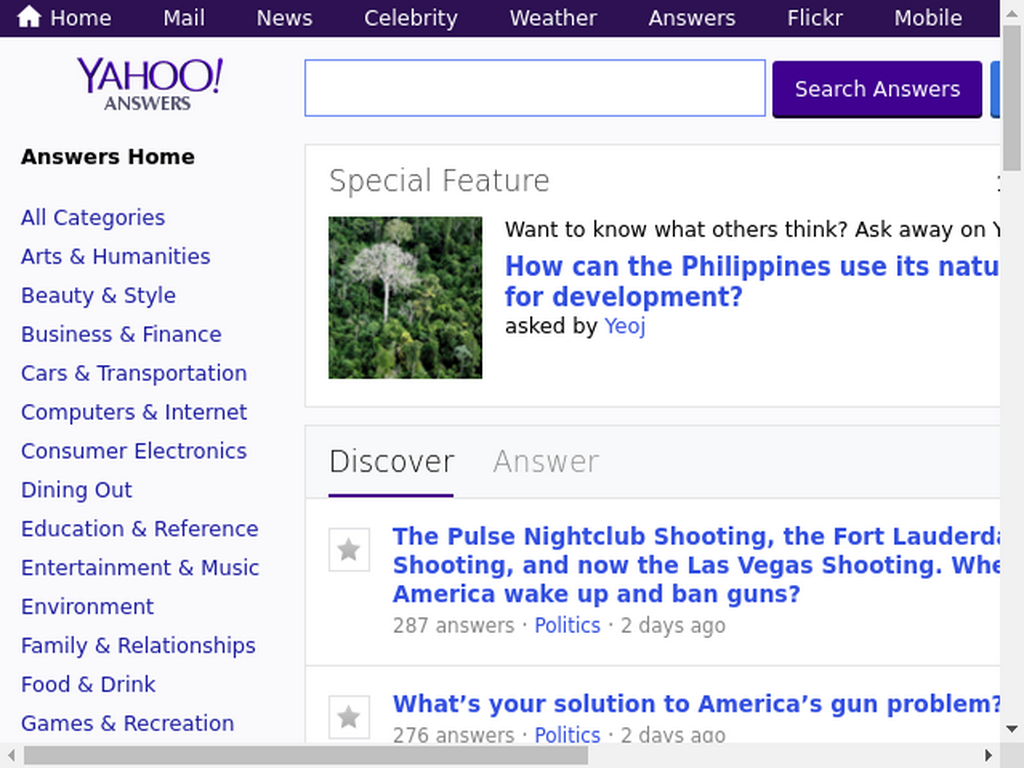 Home Mail News Celebrity Weather Answers Flickr Mobile
YAHOO!
ANSWERS
Search Answers
Answers Home
All Categories
Arts & Humanities
Beauty & Style
Business & Finance
Cars & Transportation
Computers & Internet
Consumer Electronics
Dining Out
Education & Reference
Entertainment & Music
Environment
Family & Relationships
Food & Drink
Games & Recreation
Special Feature
Want to know what others think? Ask away on Y
How can the Philippines use its natu
for development?
asked by Yeoj
Discover Answer
The Pulse Nightclub Shooting, the Fort Lauderda
Shooting, and now the Las Vegas Shooting. Whe
America wake up and ban guns?
287 answers · Politics · 2 days ago
What’s your solution to America’s gun problem?
276 answers · Politics · 2 days ago